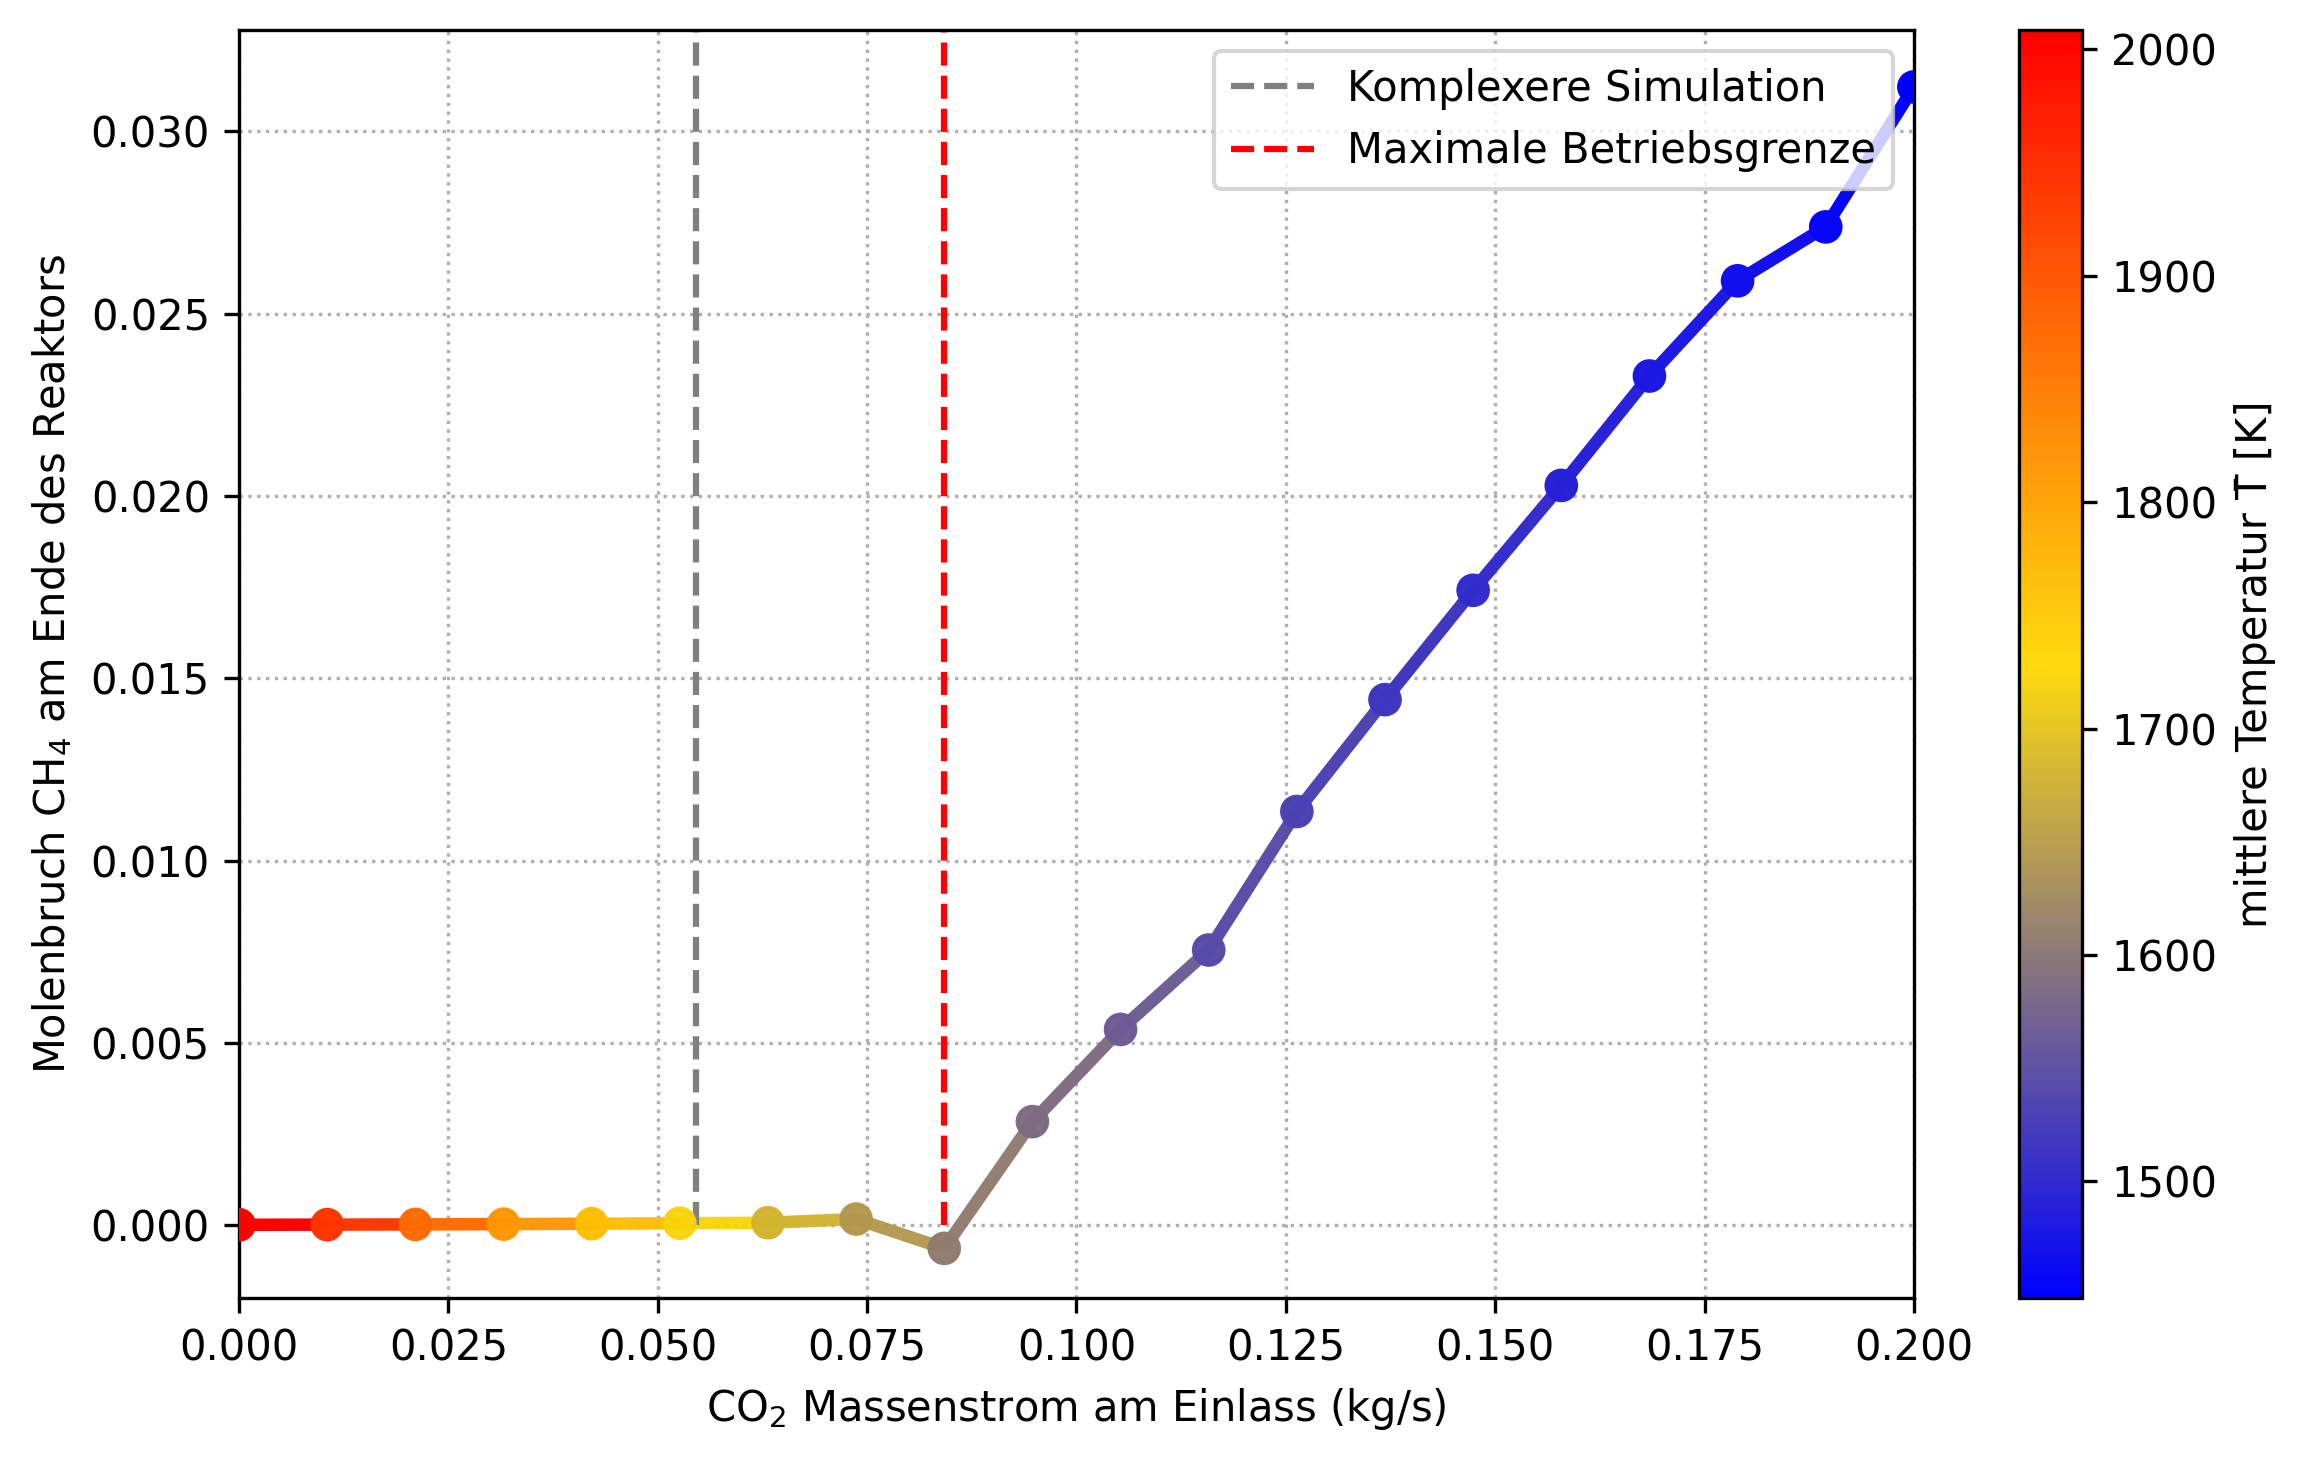 Komplexere Simulation
Maximale Betriebsgrenze
Molenbruch CH₄ am Ende des Reaktors
0.030
0.025
0.020
0.015
0.010
0.005
0.000
0.000 0.025 0.050 0.075 0.100 0.125 0.150 0.175 0.200
CO₂ Massenstrom am Einlass (kg/s)
2000
1900
1800
1700
1600
1500
mittlere Temperatur T [K]